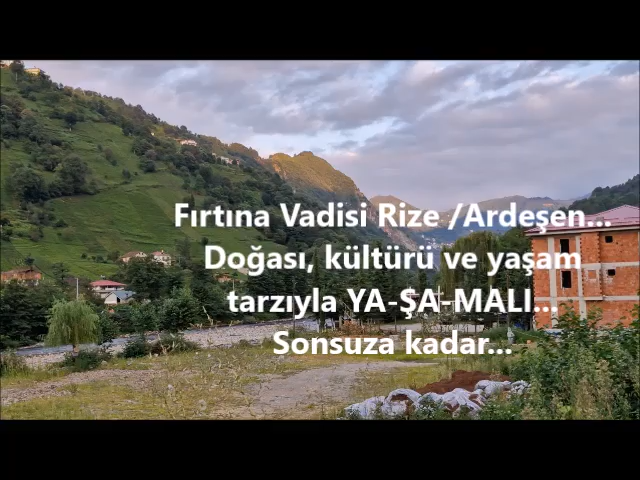 Fırtına Vadisi Rize /Ardeşen...
Doğası, kültürü ve yaşam
tarzıyla YA-ŞA-MALI...
Sonsuza kadar...